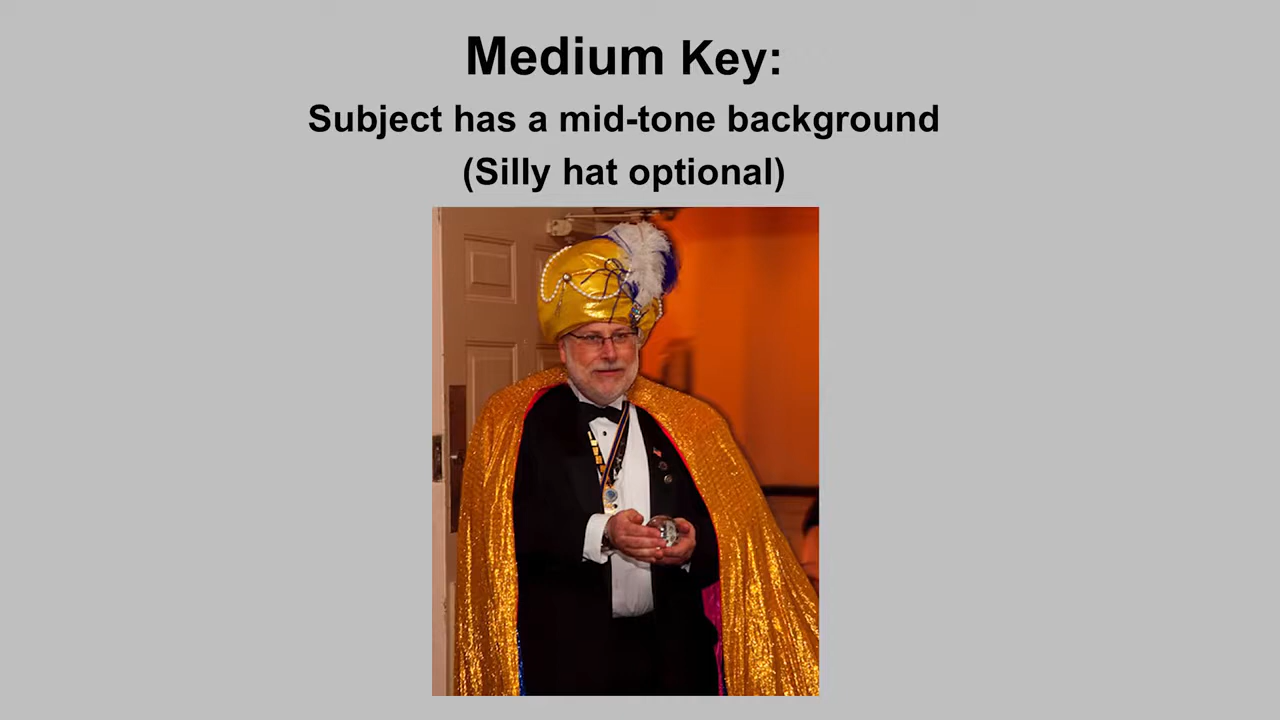 Medium Key:
Subject has a mid-tone background
(Silly hat optional)